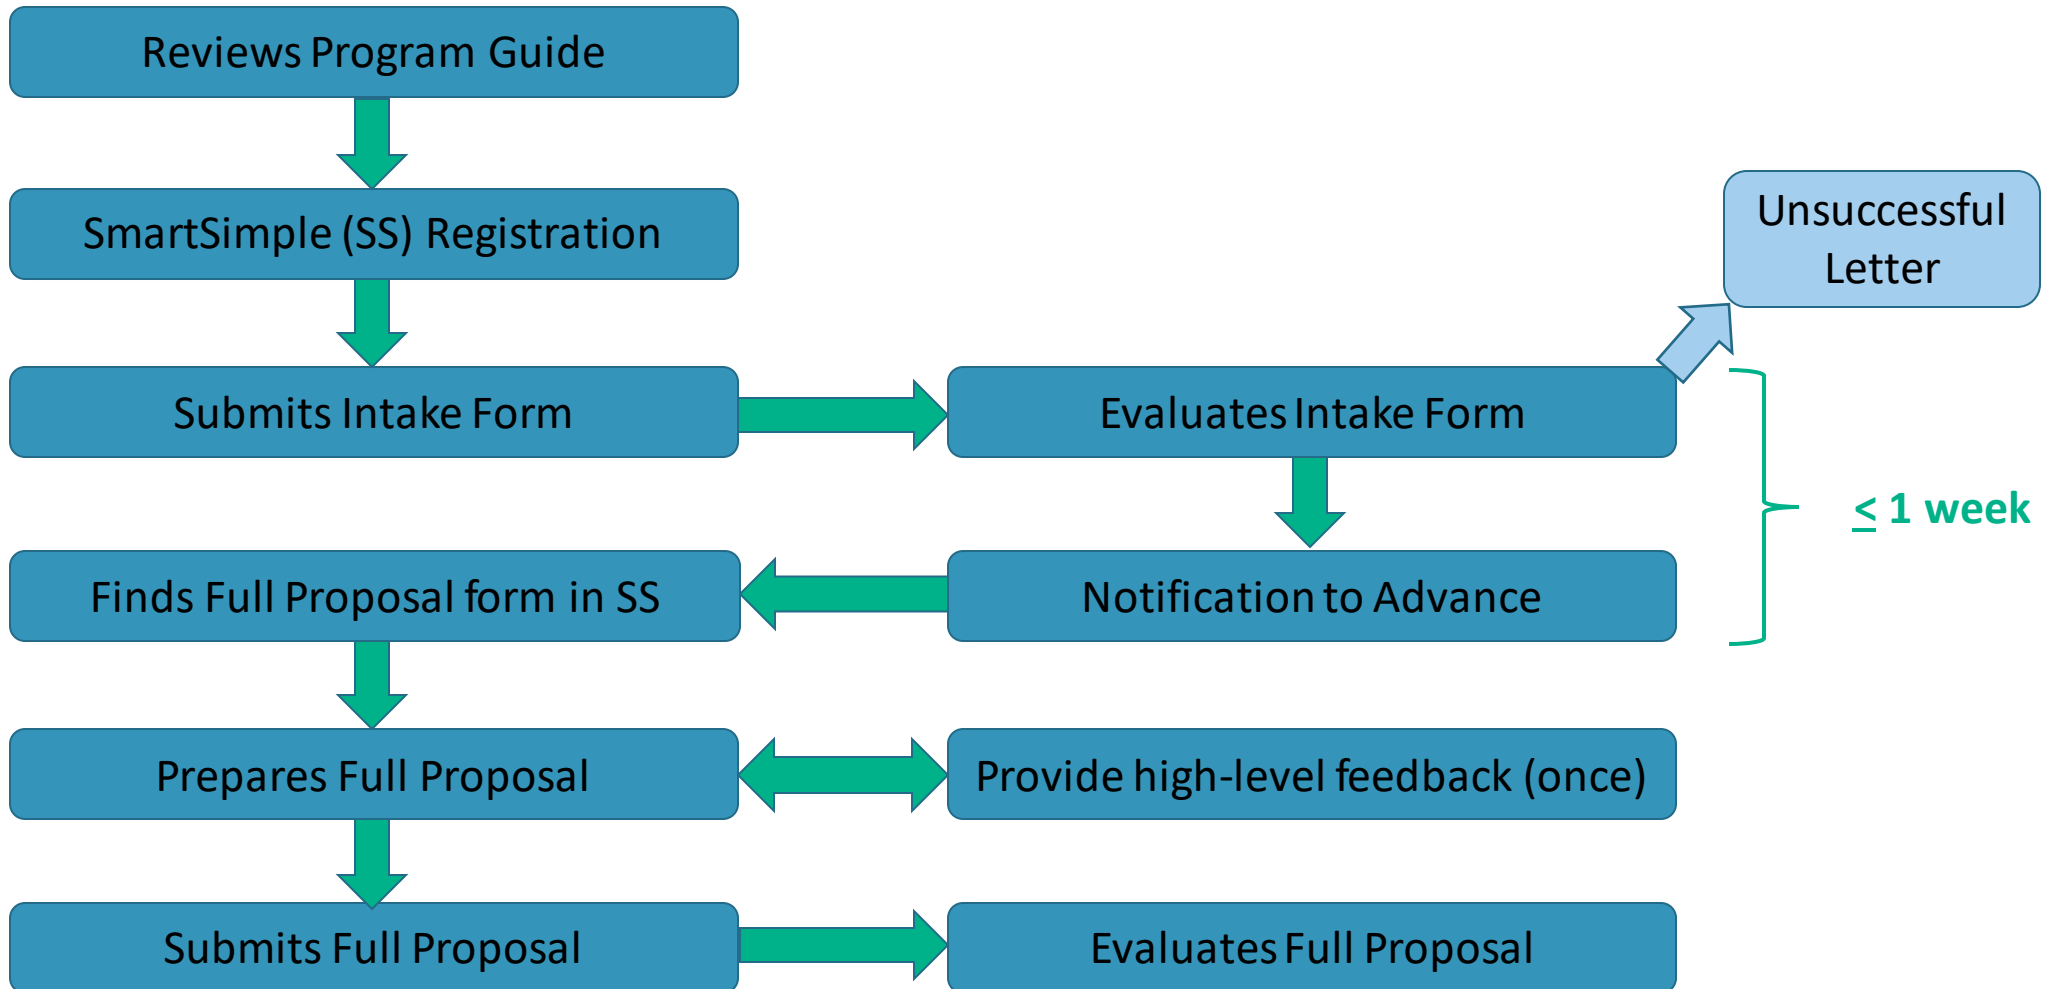 Reviews Program Guide
SmartSimple (SS) Registration
Unsuccessful
Letter
Submits Intake Form
Evaluates Intake Form
≤ 1 week
Finds Full Proposal form in SS
Notification to Advance
Prepares Full Proposal
Provide high-level feedback (once)
Submits Full Proposal
Evaluates Full Proposal